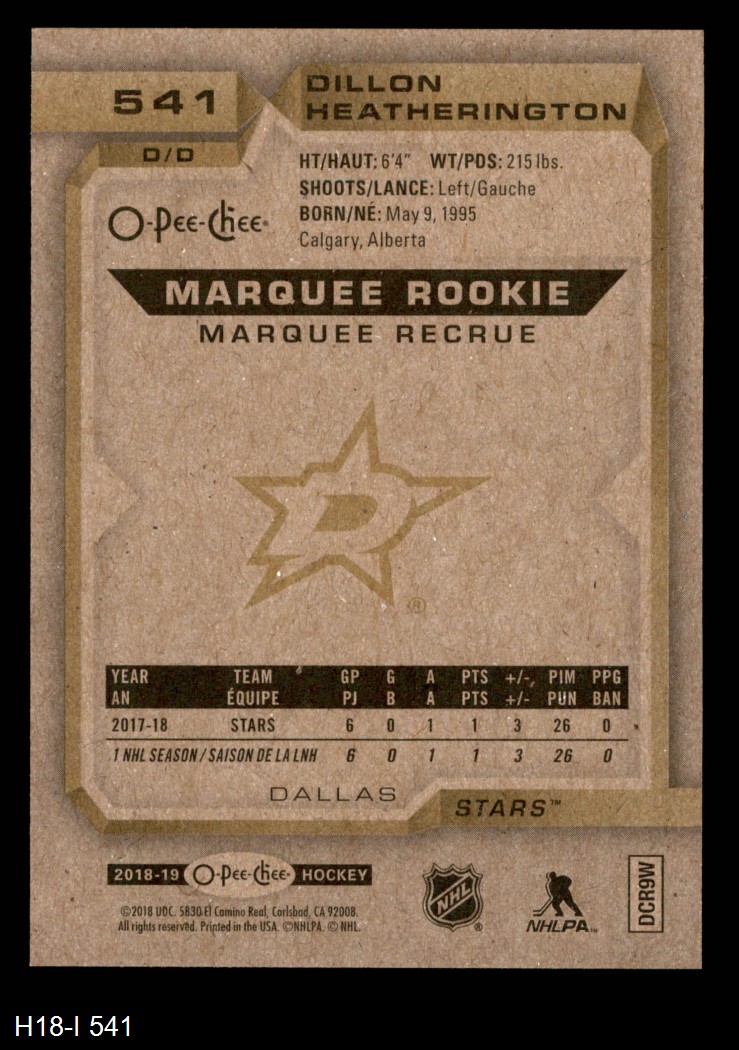 541
DILLON
HEATHERINGTON
D/D
HT/HAUT: 6'4" WT/PDS: 215 lbs.
SHOOTS/LANCE: Left/Gauche
BORN/NÉ: May 9, 1995
Calgary, Alberta
O-Pee-Chee®
MARQUEE ROOKIE
MARQUEE RECRUE
D
®
YEAR TEAM GP G A PTS +/- PIM PPG
AN ÉQUIPE PJ B A PTS +/- PUN BAN
2017-18 STARS 6 0 1 1 3 26 0
1 NHL SEASON / SAISON DE LA LNH 6 0 1 1 3 26 0
DALLAS
STARS™
2018-19 O-Pee-Chee® HOCKEY
©2018 UDC. 5830 El Camino Real, Carlsbad, CA 92008.
All rights reserved. Printed in the USA. ©NHLPA. © NHL.
NHL ®
NHLPA™
DCR9W
H18-I 541